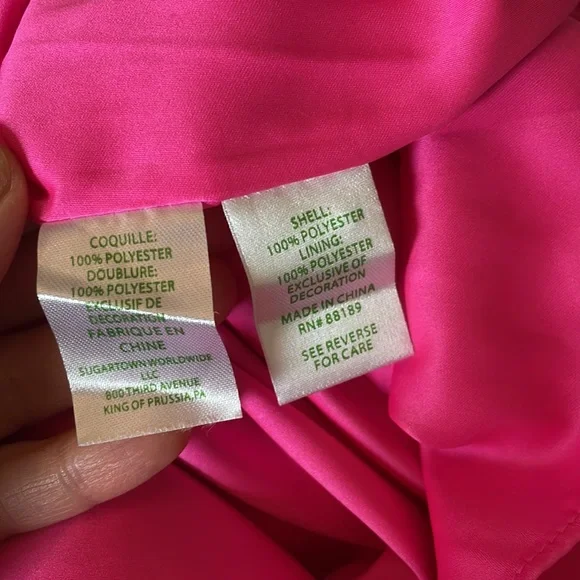 COQUILLE:
100% POLYESTER
DOUBLURE:
100% POLYESTER
EXCLUSIF DE
DÉCORATION
FABRIQUE EN
CHINE
SUGARTOWN WORLDWIDE
LLC
800 THIRD AVENUE
KING OF PRUSSIA,PA
SHELL:
100% POLYESTER
LINING:
100% POLYESTER
EXCLUSIVE OF
DECORATION
MADE IN CHINA
RN# 88189
SEE REVERSE
FOR CARE